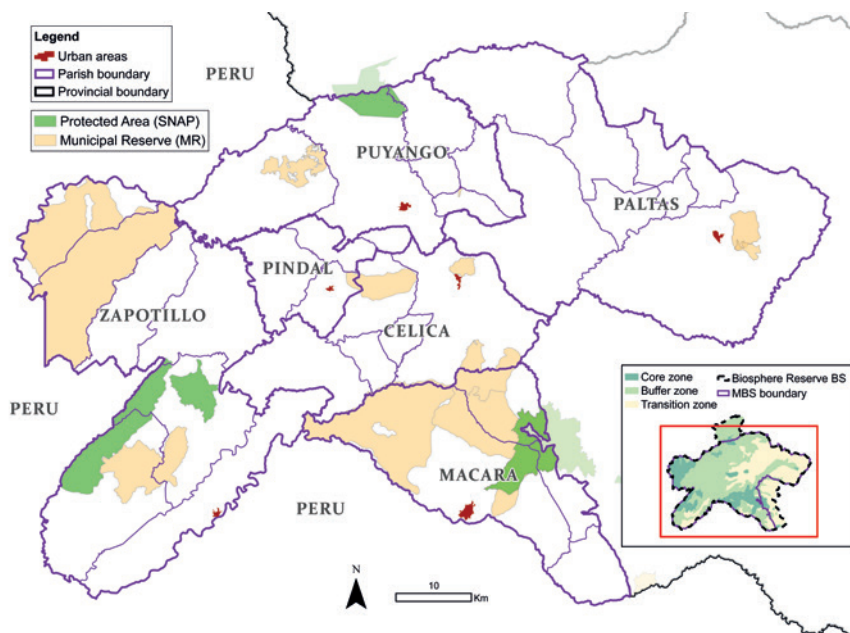 Legend
Urban areas
Parish boundary
Provincial boundary
Protected Area (SNAP)
Municipal Reserve (MR)
PERU
PUYANGO
PALTAS
PINDAL
ZAPOTILLO
CELICA
PERU
MACARA
PERU
Core zone
Buffer zone
Transition zone
Biosphere Reserve BS
MBS boundary
N
10
Km